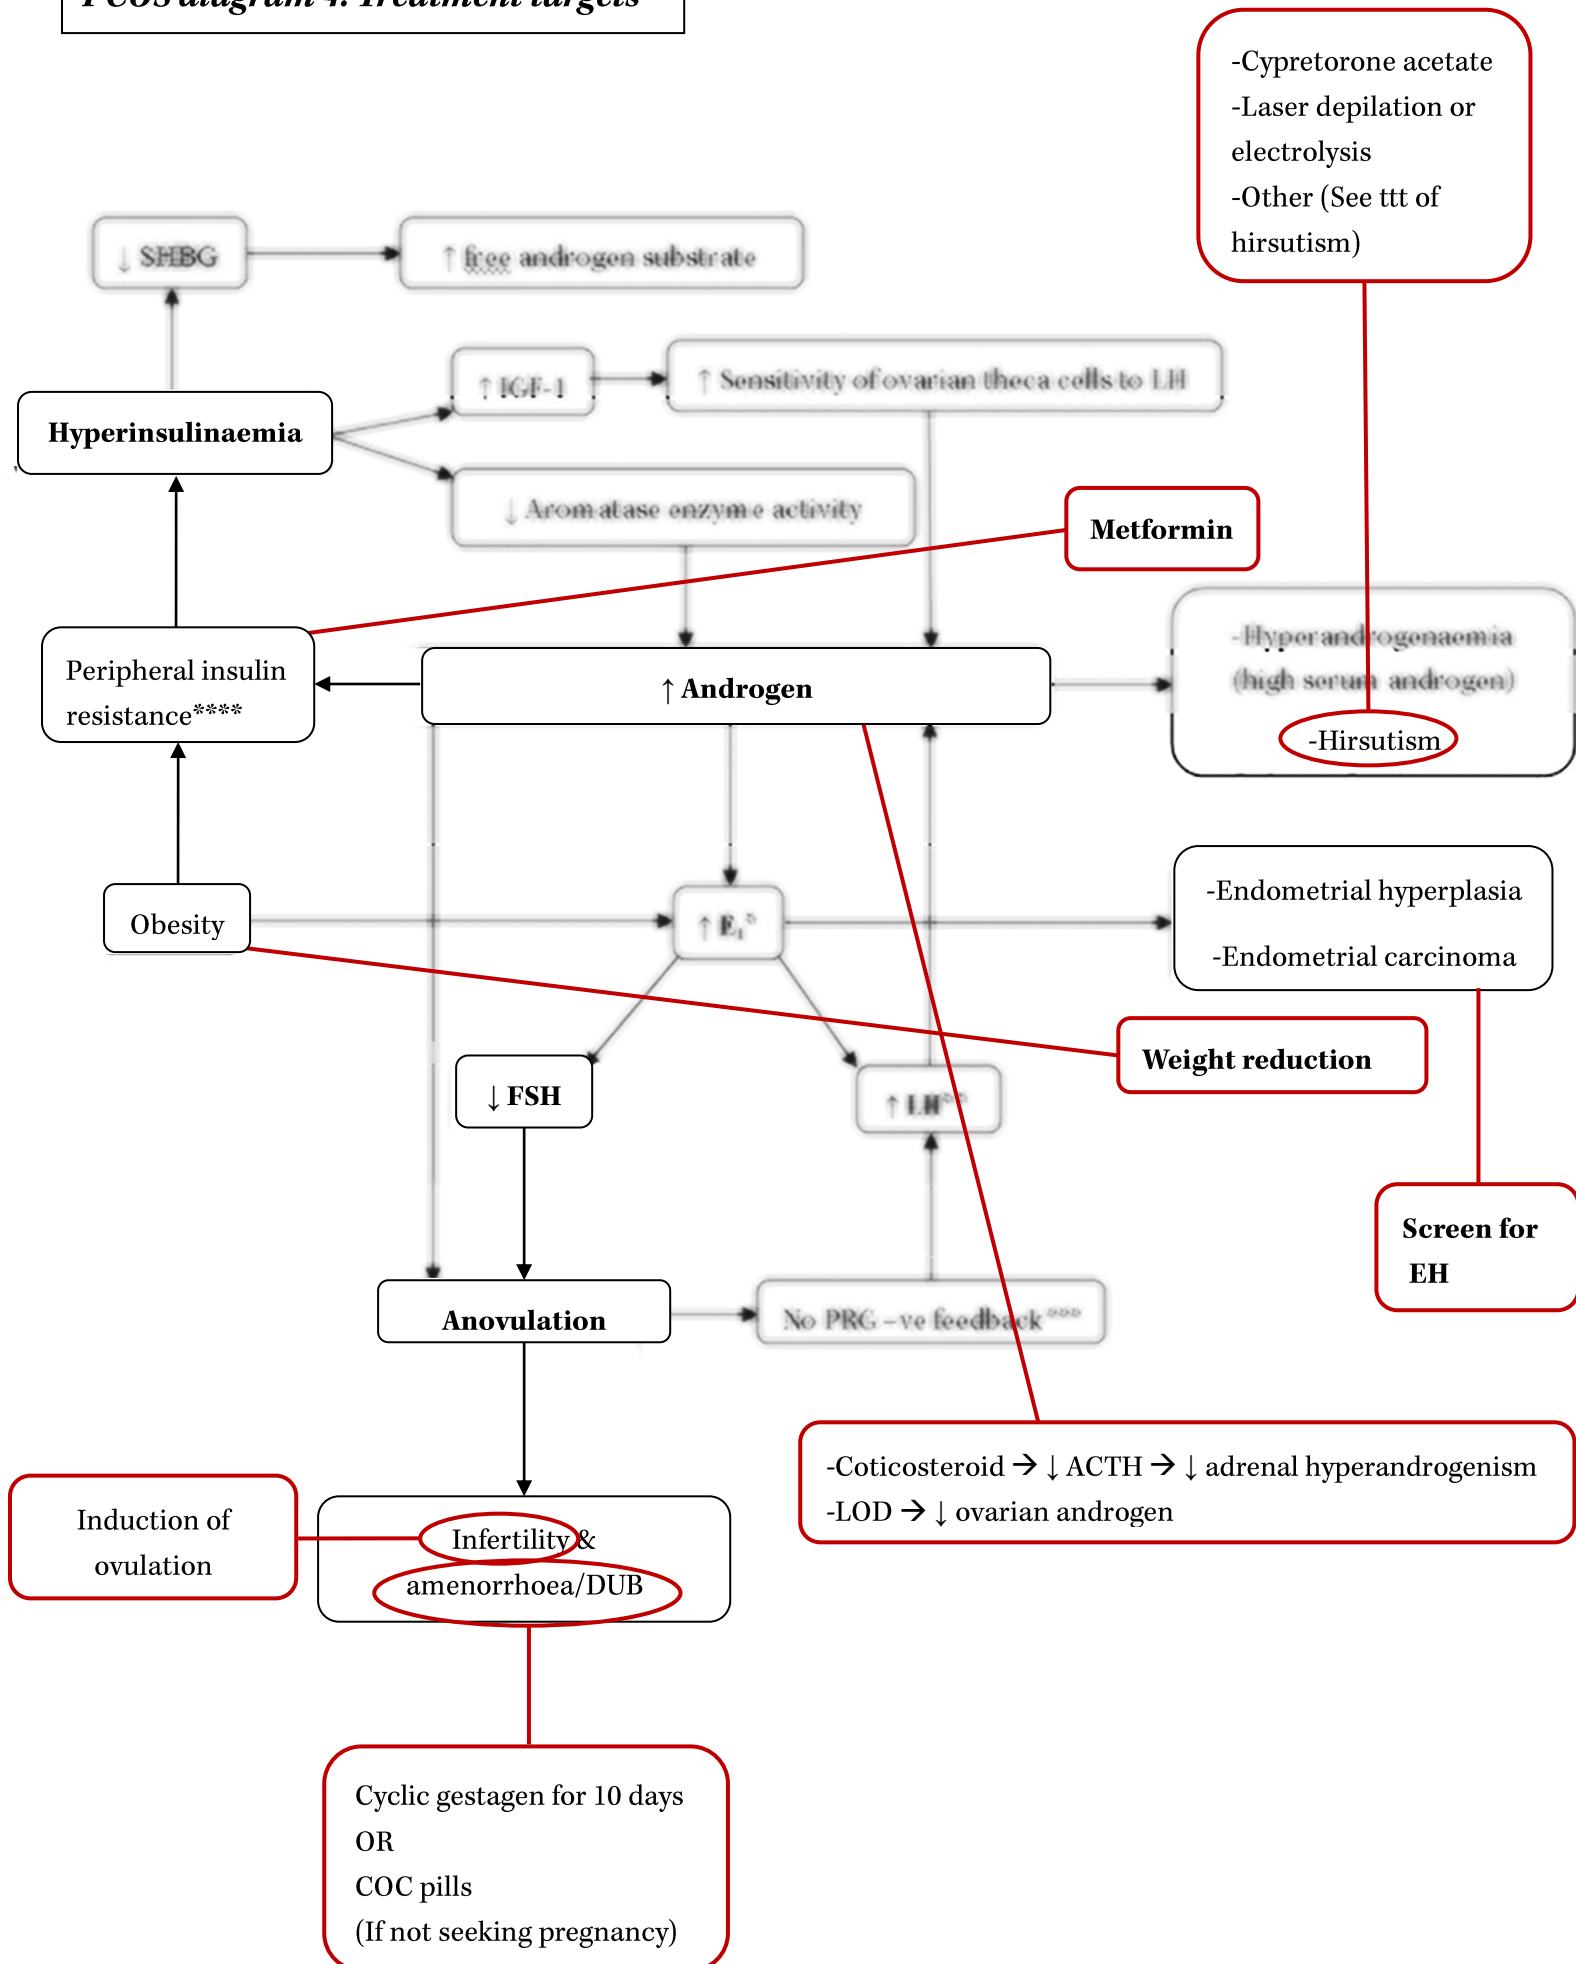 PCOS diagram 4: Treatment targets
-Cypretorone acetate
-Laser depilation or
electrolysis
-Other (See ttt of
hirsutism)
↓ SHBG
↑ free androgen substrate
↑ IGF-1
↑ Sensitivity of ovarian theca cells to LH
Hyperinsulinaemia
↓ Aromatase enzyme activity
Metformin
Peripheral insulin
resistance****
↑ Androgen
-Hyperandrogenaemia
(high serum androgen)
-Hirsutism
Obesity
↑ E₁*
-Endometrial hyperplasia
-Endometrial carcinoma
Weight reduction
↓ FSH
↑ LH**
Screen for
EH
Anovulation
No PRG –ve feedback***
-Coticosteroid → ↓ ACTH → ↓ adrenal hyperandrogenism
-LOD → ↓ ovarian androgen
Induction of
ovulation
Infertility &
amenorrhoea/DUB
Cyclic gestagen for 10 days
OR
COC pills
(If not seeking pregnancy)